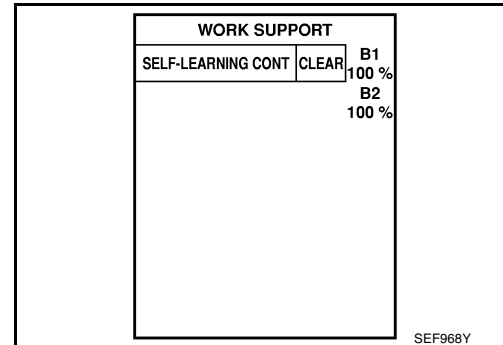 WORK SUPPORT
SELF-LEARNING CONT CLEAR B1
100 %
B2
100 %
SEF968Y